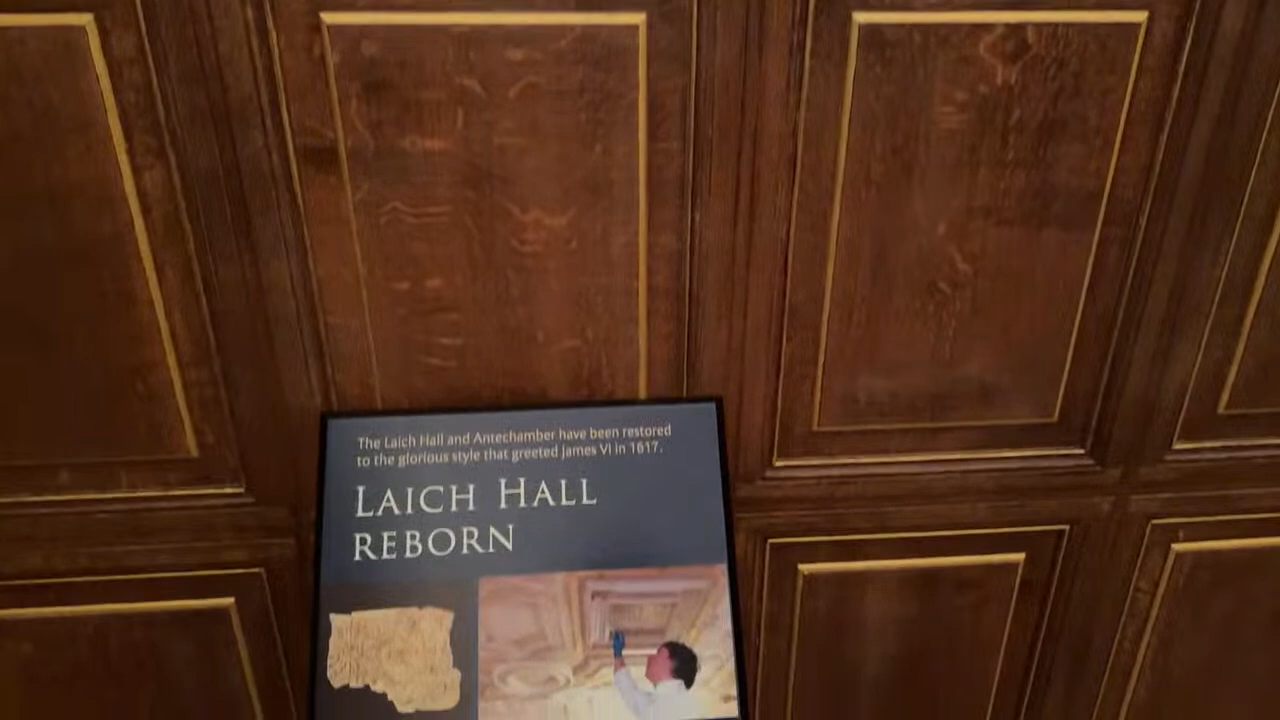 The Laich Hall and Antechamber have been restored
to the glorious style that greeted James VI in 1617.
LAICH HALL
REBORN